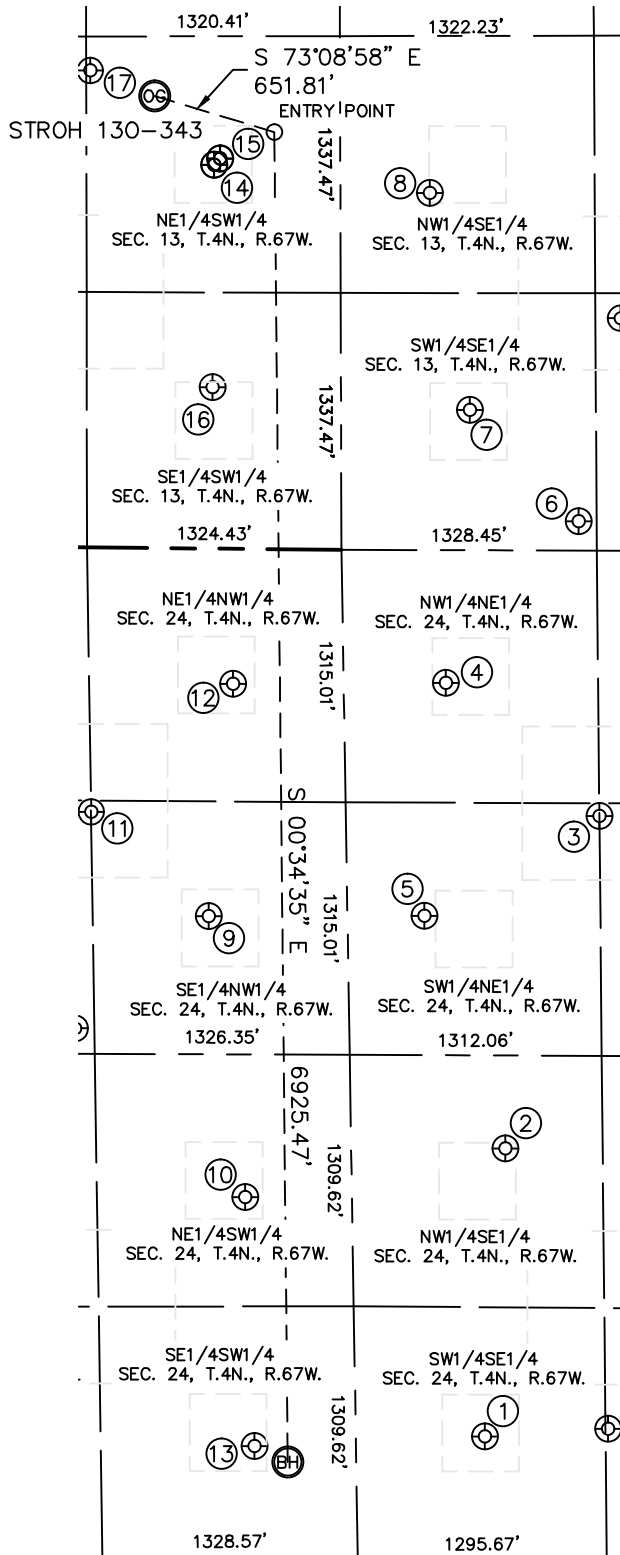 1320.41'
1322.23'
S 73°08'58" E
651.81'
17
OG
ENTRY POINT
STROH 130-343
15
14
1337.47'
8
NE1/4SW1/4
SEC. 13, T.4N., R.67W.
NW1/4SE1/4
SEC. 13, T.4N., R.67W.
SW1/4SE1/4
SEC. 13, T.4N., R.67W.
1337.47'
16
7
SE1/4SW1/4
SEC. 13, T.4N., R.67W.
6
1324.43'
1328.45'
NE1/4NW1/4
SEC. 24, T.4N., R.67W.
NW1/4NE1/4
SEC. 24, T.4N., R.67W.
1315.01'
12
4
S 00°34'35" E
11
3
5
1315.01'
9
SE1/4NW1/4
SEC. 24, T.4N., R.67W.
SW1/4NE1/4
SEC. 24, T.4N., R.67W.
1326.35'
1312.06'
6925.47'
2
10
1309.62'
NE1/4SW1/4
SEC. 24, T.4N., R.67W.
NW1/4SE1/4
SEC. 24, T.4N., R.67W.
SE1/4SW1/4
SEC. 24, T.4N., R.67W.
SW1/4SE1/4
SEC. 24, T.4N., R.67W.
1309.62'
1
13
BH
1328.57'
1295.67'